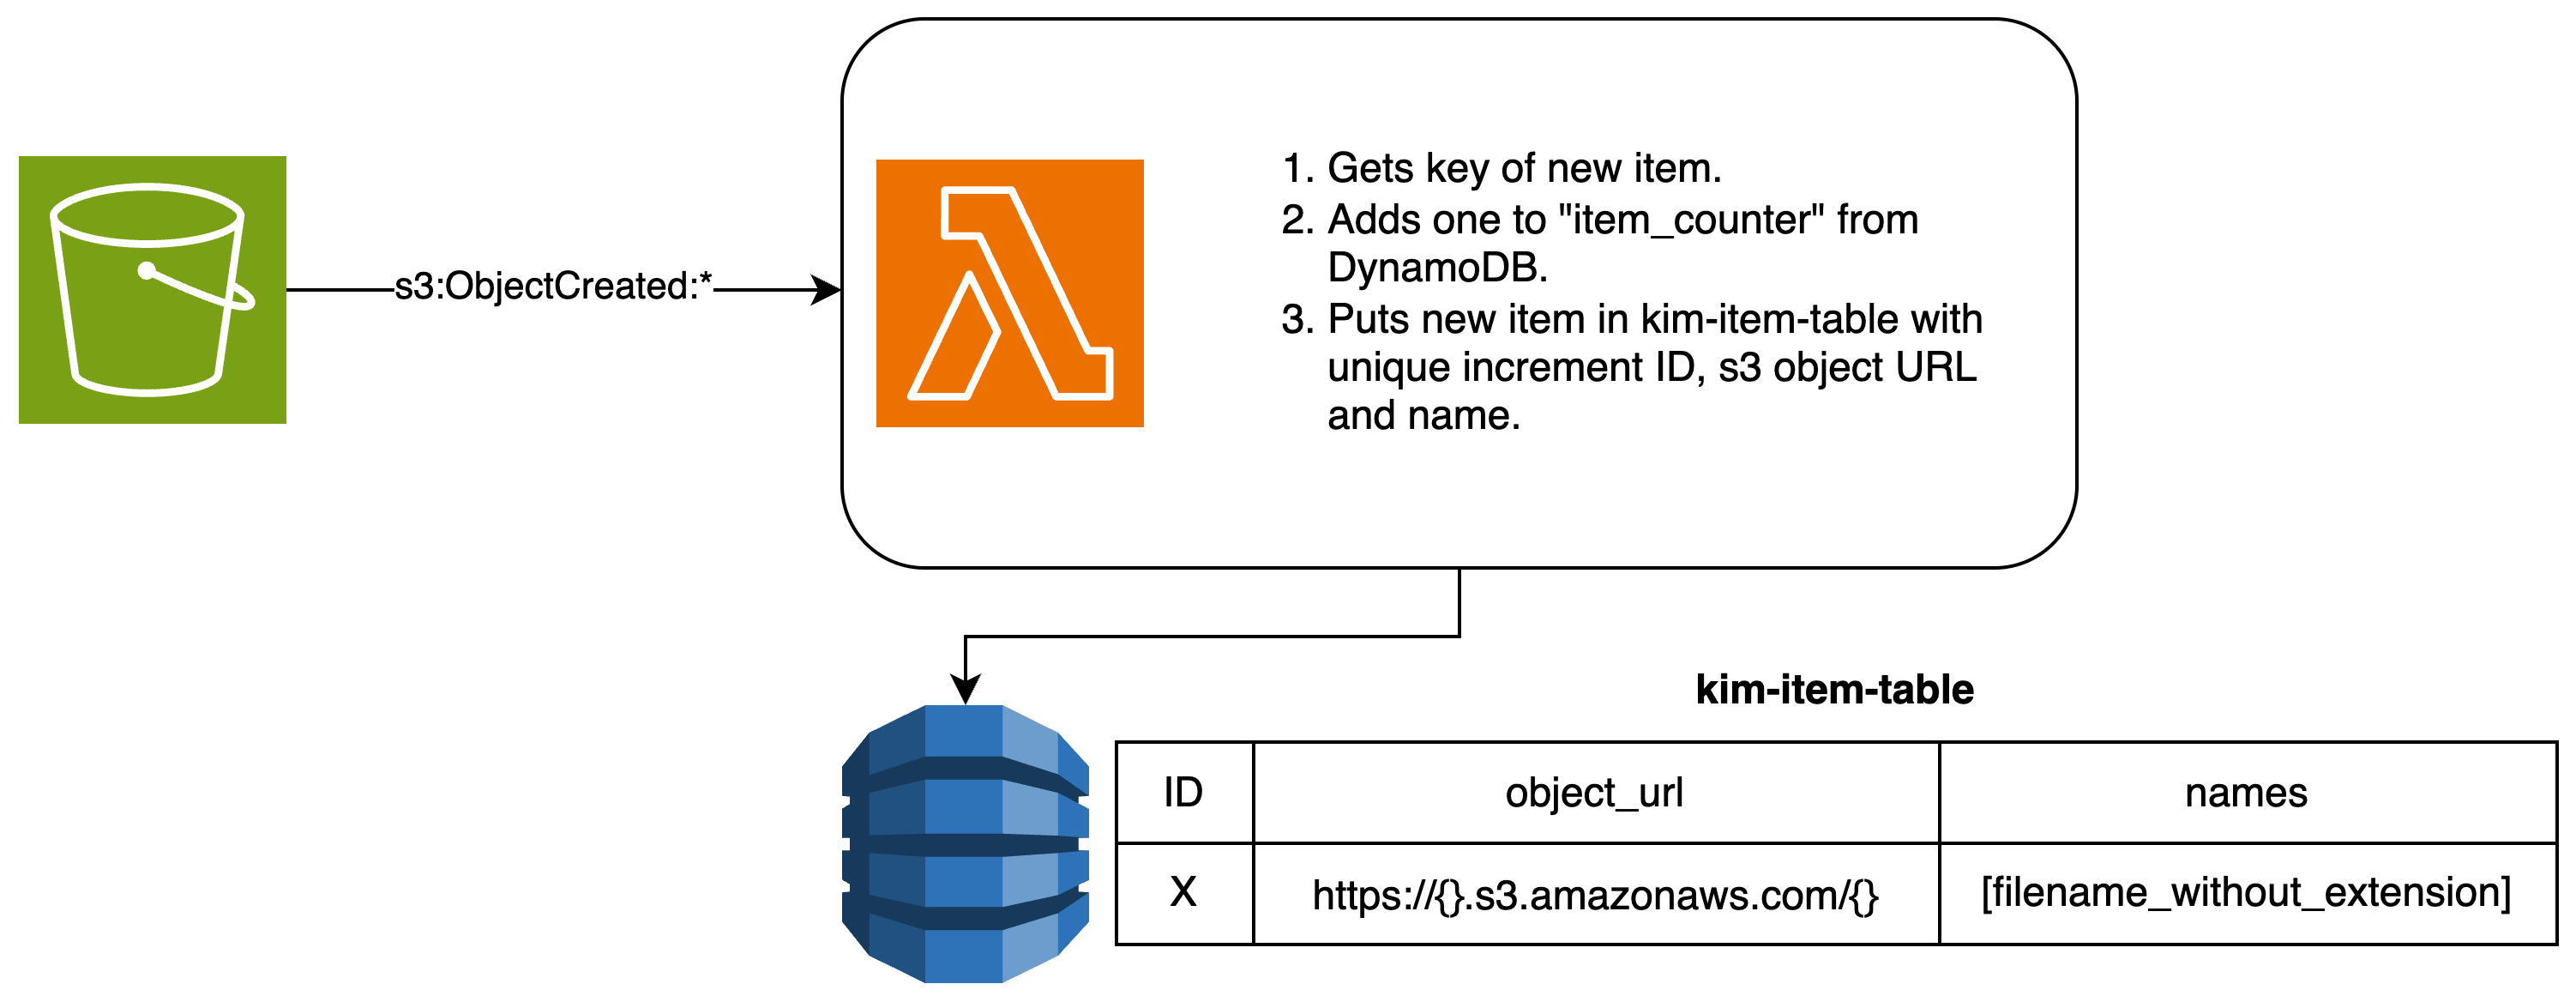 s3:ObjectCreated:*
1. Gets key of new item.
2. Adds one to "item_counter" from
DynamoDB.
3. Puts new item in kim-item-table with
unique increment ID, s3 object URL
and name.
kim-item-table
ID object_url names
X https://{}.s3.amazonaws.com/{} [filename_without_extension]